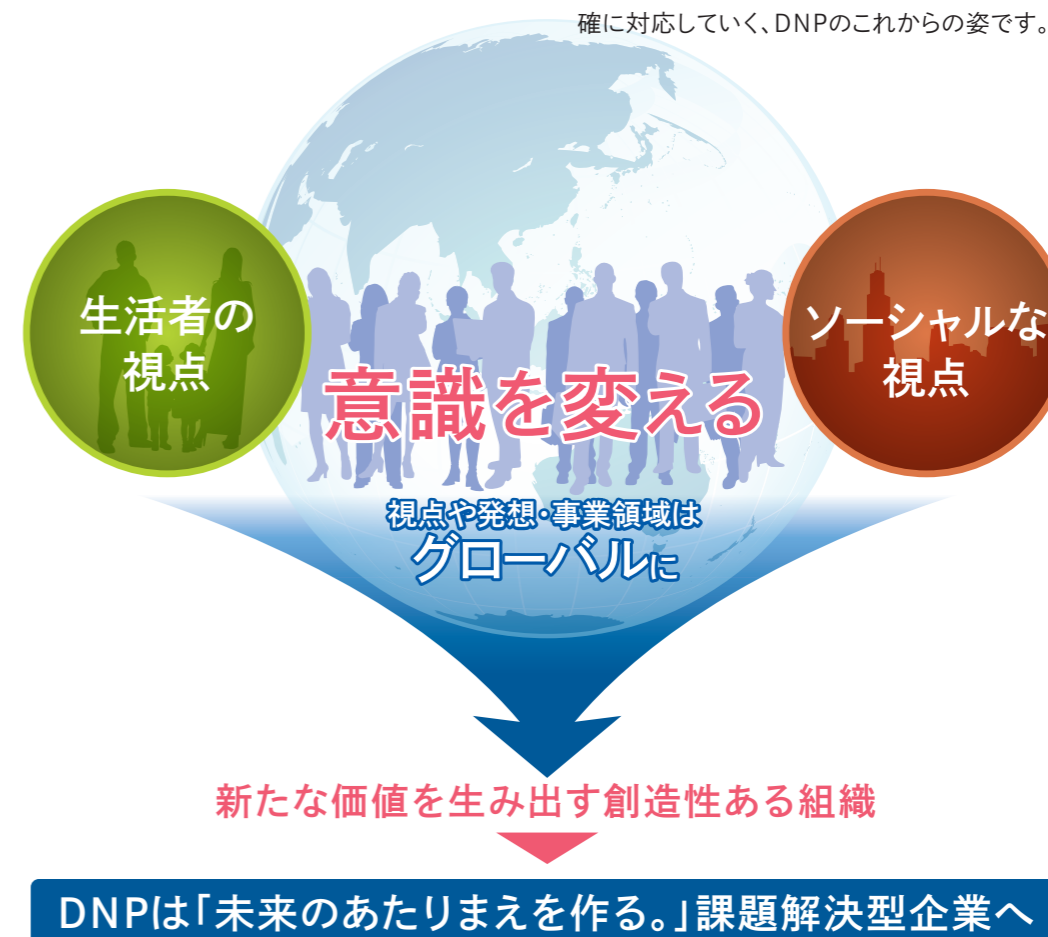 確に対応していく、DNPのこれからの姿です。
生活者の
視点
ソーシャルな
視点
意識を変える
視点や発想・事業領域は
グローバルに
新たな価値を生み出す創造性ある組織
DNPは「未来のあたりまえを作る。」課題解決型企業へ